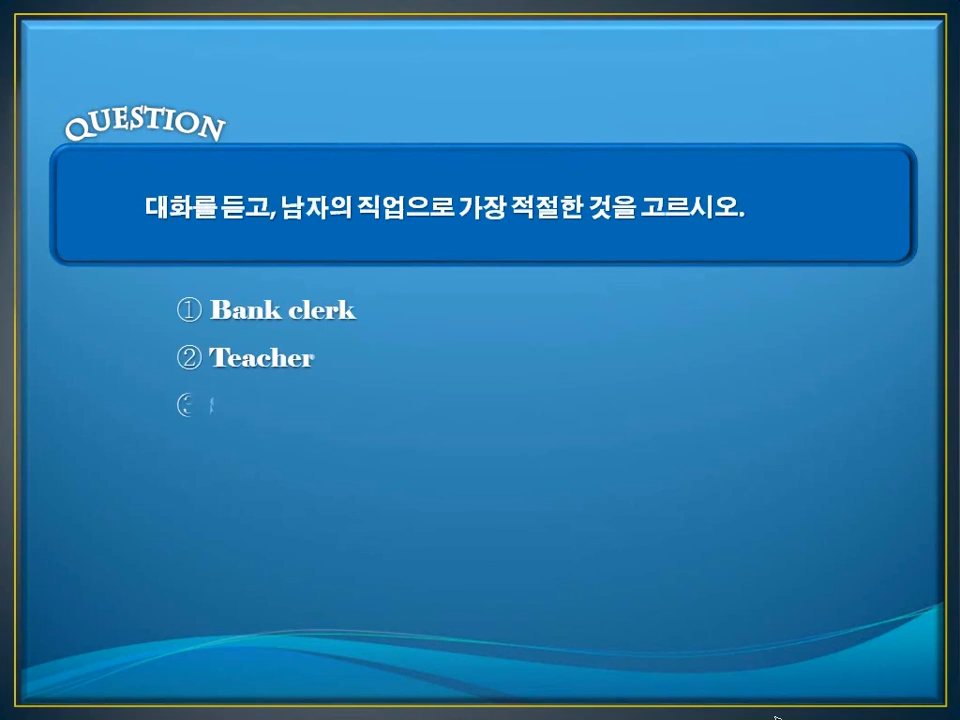 QUESTION
대화를 듣고, 남자의 직업으로 가장 적절한 것을 고르시오.
① Bank clerk
② Teacher
③